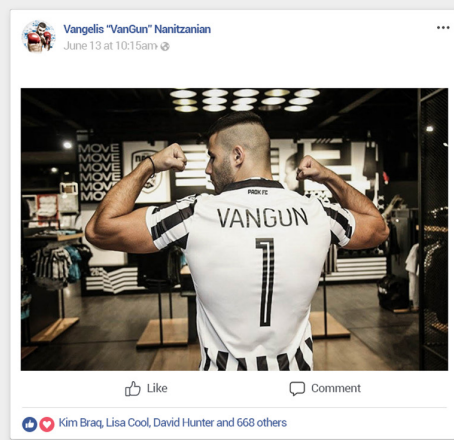 Vangelis “VanGun” Nanitzanian
June 13 at 10:15am
MOVE
MOVE
MOVE
MOVE
MOVE
PAOK FC
VANGUN
1
Like Comment
Kim Braq, Lisa Cool, David Hunter and 668 others